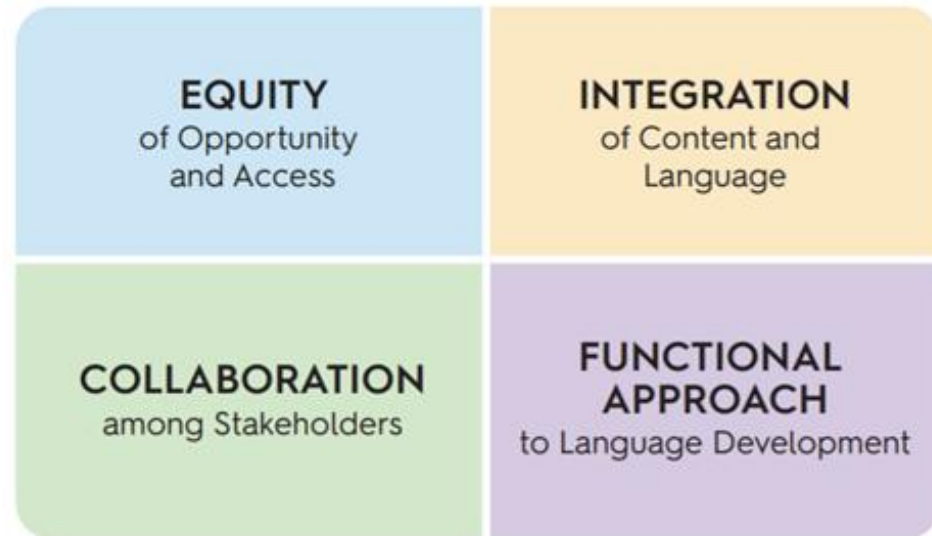 EQUITY
of Opportunity
and Access
INTEGRATION
of Content and
Language
COLLABORATION
among Stakeholders
FUNCTIONAL
APPROACH
to Language Development